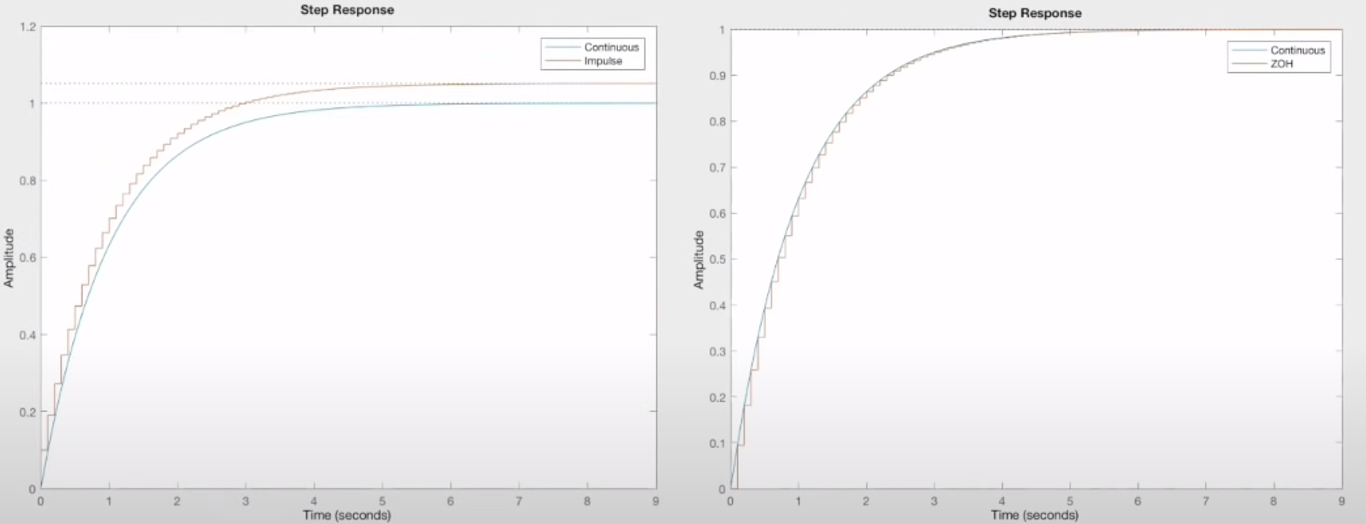 Step Response
1.2
1
0.8
0.6
0.4
0.2
0
Amplitude
Continuous
Impulse
0 1 2 3 4 5 6 7 8 9
Time (seconds)
Step Response
1
0.9
0.8
0.7
0.6
0.5
0.4
0.3
0.2
0.1
0
Amplitude
Continuous
ZOH
0 1 2 3 4 5 6 7 8 9
Time (seconds)